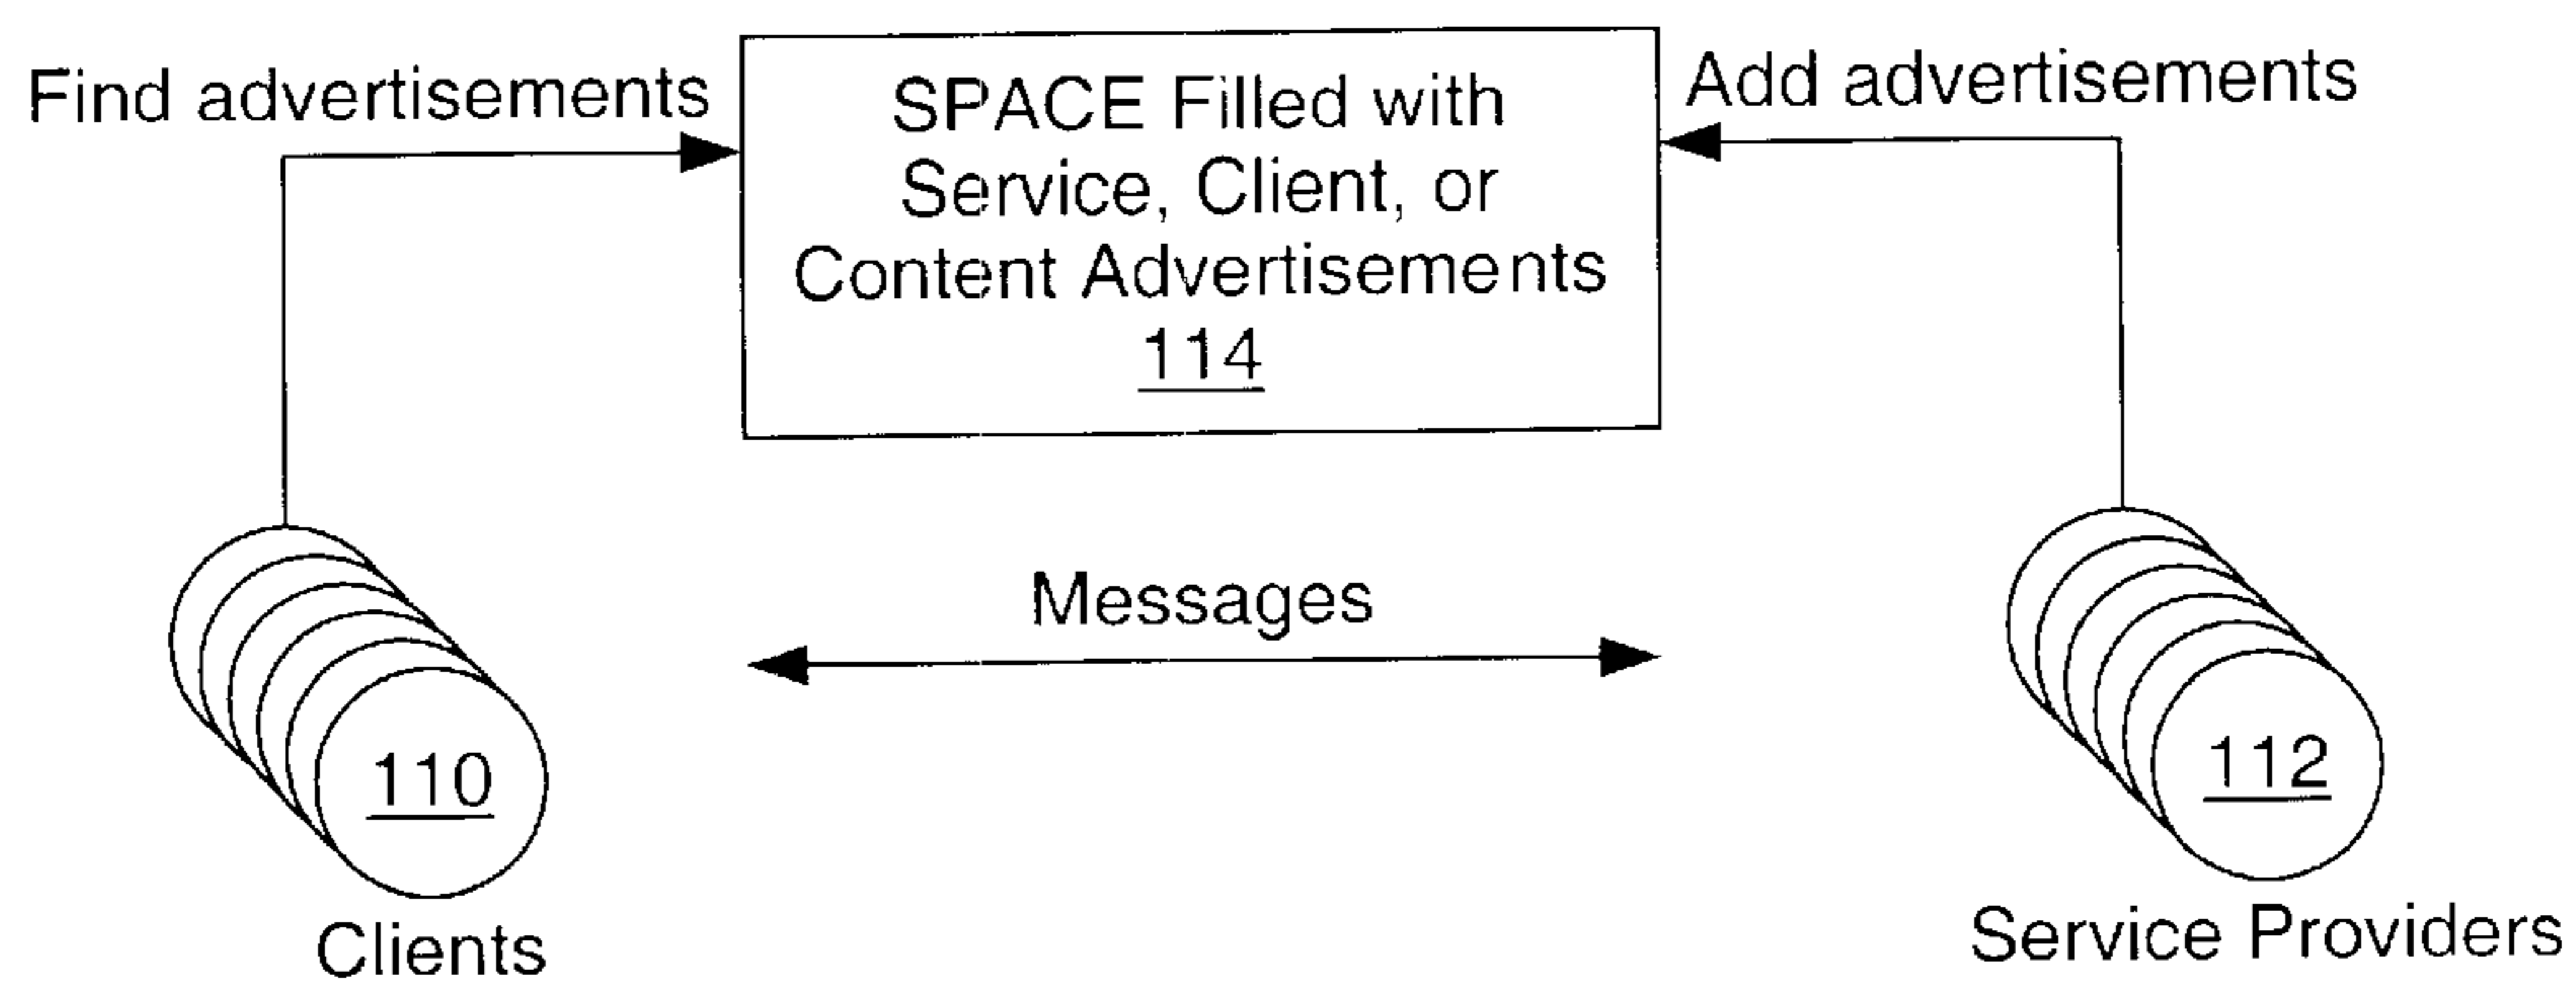 Find advertisements
SPACE Filled with
Service, Client, or
Content Advertisements
114
Add advertisements
Messages
110
Clients
112
Service Providers